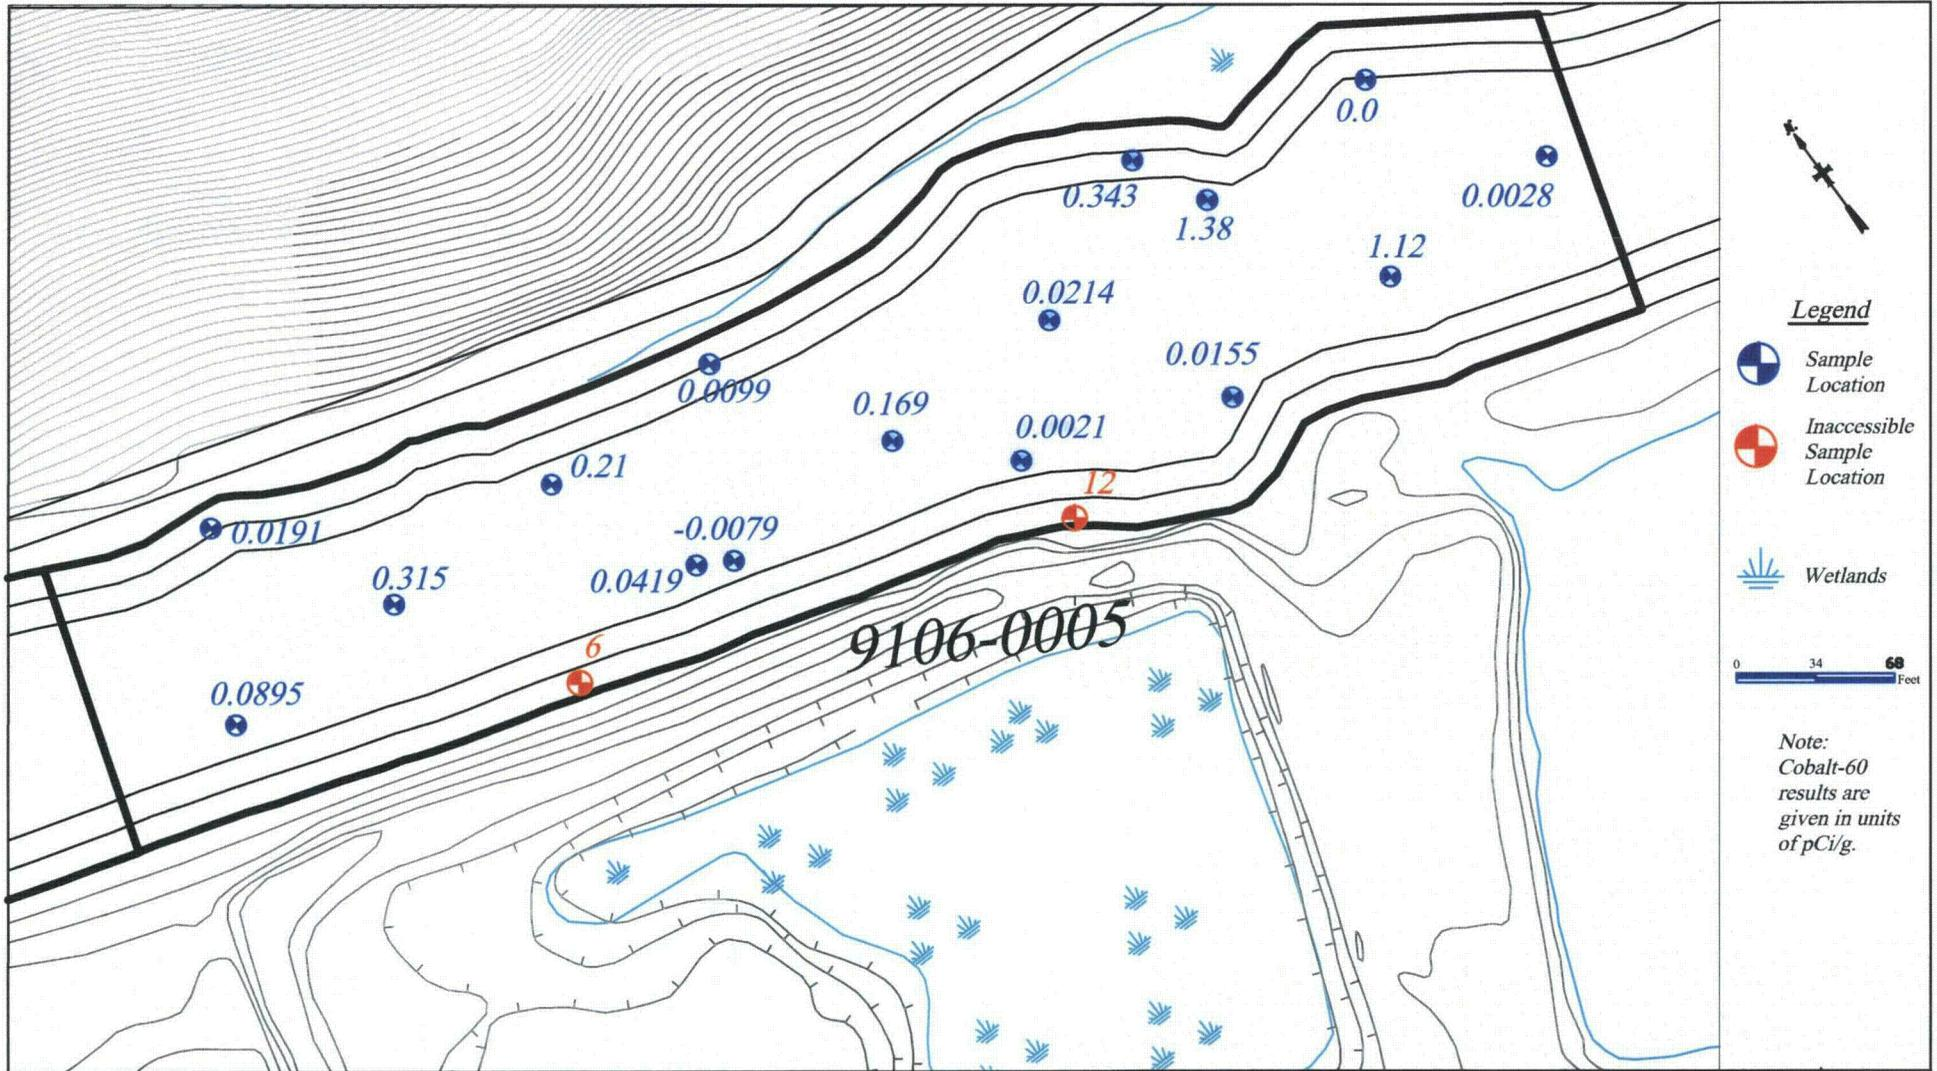 0.0
0.343
0.0028
1.38
1.12
0.0214
0.0155
0.0099
0.169
0.0021
0.21
12
0.0191
-0.0079
0.315
0.0419
6
9106-0005
0.0895
Legend
Sample
Location
Inaccessible
Sample
Location
Wetlands
0 34 68
Feet
Note:
Cobalt-60
results are
given in units
of pCi/g.